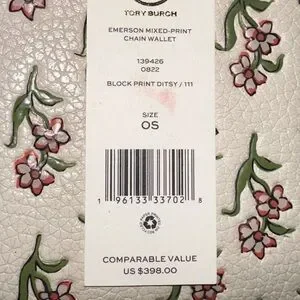 TORY BURCH
EMERSON MIXED-PRINT
CHAIN WALLET
139426
0822
BLOCK PRINT DITSY / 111
SIZE
OS
1 96133 33702 8
COMPARABLE VALUE
US $398.00